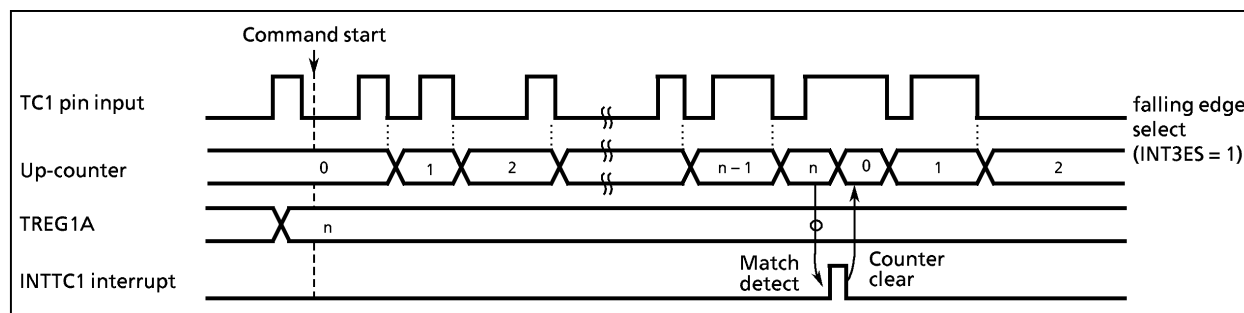 Command start
TC1 pin input
falling edge
select
(INT3ES = 1)
Up-counter
0
1
2
n – 1
n
0
1
2
TREG1A
n
Match
detect
Counter
clear
INTTC1 interrupt